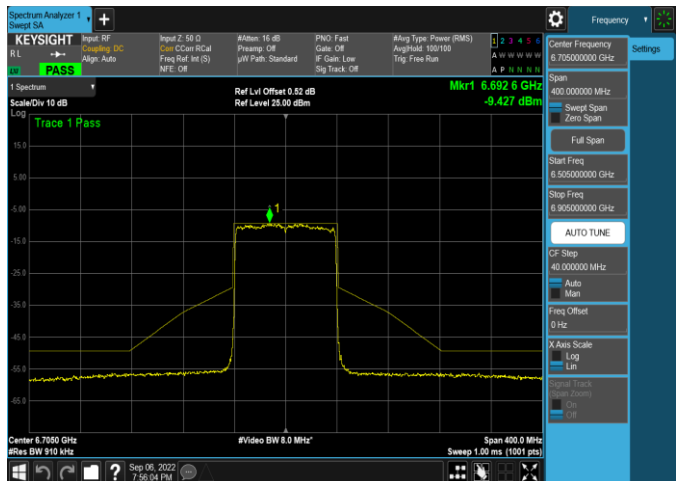 Spectrum Analyzer 1
Swept SA
Frequency
KEYSIGHT
RL
PASS
Input: RF
Coupling: DC
Align: Auto
Input Z: 50 Ω
Corr CCorr RCal
Freq Ref: Int (S)
NFE: Off
#Atten: 16 dB
Preamp: Off
µW Path: Standard
PNO: Fast
Gate: Off
IF Gain: Low
Sig Track: Off
#Avg Type: Power (RMS)
Avg|Hold: 100/100
Trig: Free Run
1 2 3 4 5 6
A W W W W W
A P N N N N
1 Spectrum
Scale/Div 10 dB
Ref Lvl Offset 0.52 dB
Ref Level 25.00 dBm
Mkr1 6.692 6 GHz
-9.427 dBm
Log
Trace 1 Pass
15.0
5.00
-5.00
-15.0
-25.0
-35.0
-45.0
-55.0
-65.0
1
Center 6.7050 GHz
#Res BW 910 kHz
#Video BW 8.0 MHz*
Span 400.0 MHz
Sweep 1.00 ms (1001 pts)
Sep 06, 2022
7:56:04 PM
Center Frequency
6.705000000 GHz
Settings
Span
400.000000 MHz
Swept Span
Zero Span
Full Span
Start Freq
6.505000000 GHz
Stop Freq
6.905000000 GHz
AUTO TUNE
CF Step
40.000000 MHz
Auto
Man
Freq Offset
0 Hz
X Axis Scale
Log
Lin
Signal Track
(Span Zoom)
On
Off